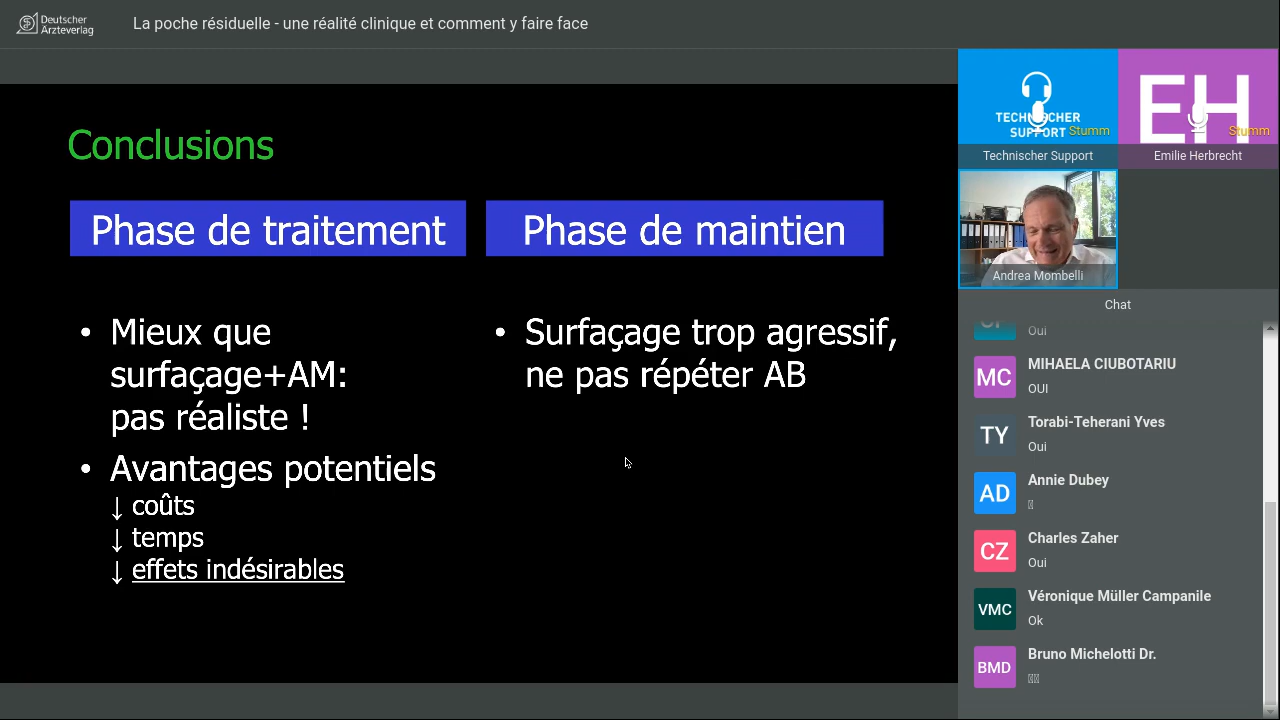 Deutscher
Ärzteverlag
La poche résiduelle - une réalité clinique et comment y faire face
Conclusions
Phase de traitement
Phase de maintien
• Mieux que
surfaçage+AM:
pas réaliste !
• Avantages potentiels
↓ coûts
↓ temps
↓ effets indésirables
• Surfaçage trop agressif,
ne pas répéter AB
TECHNISCHER
SUPPORT
Stumm
Technischer Support
EH
Stumm
Emilie Herbrecht
Andrea Mombelli
Chat
Oui
MC
MIHAELA CIUBOTARIU
OUI
TY
Torabi-Teherani Yves
Oui
AD
Annie Dubey
CZ
Charles Zaher
Oui
VMC
Véronique Müller Campanile
Ok
BMD
Bruno Michelotti Dr.